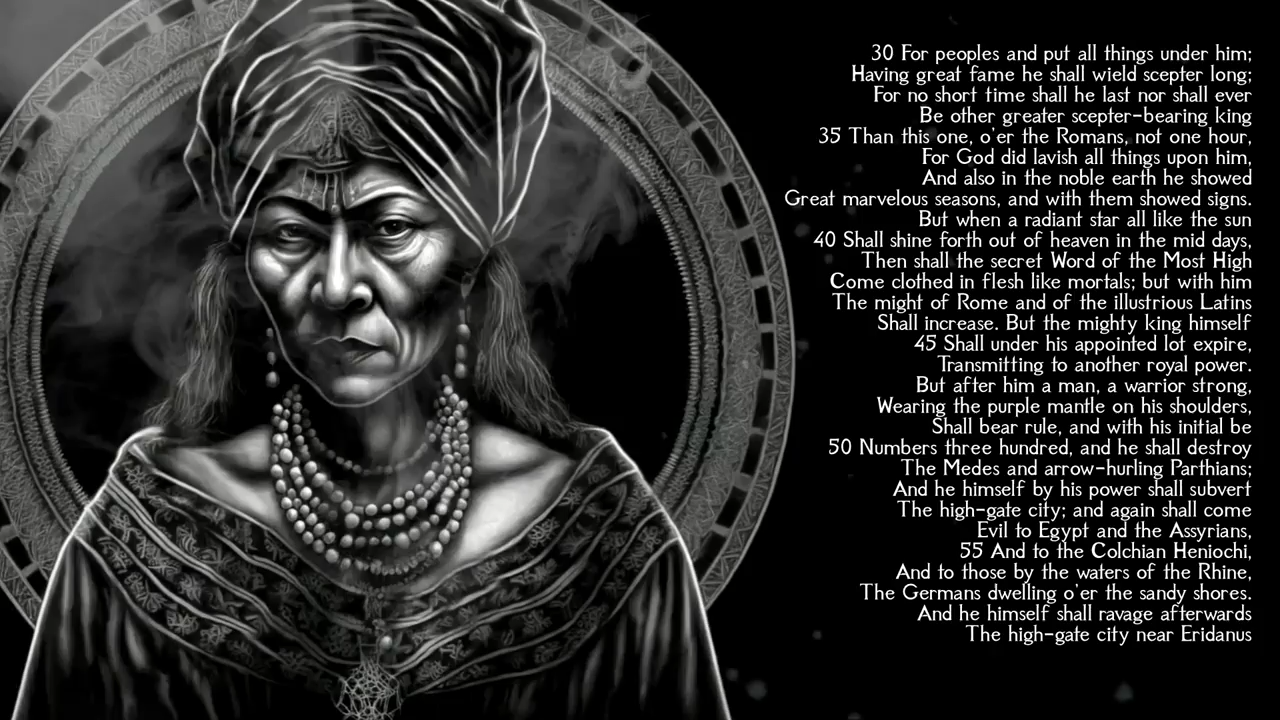 30 For peoples and put all things under him;
Having great fame he shall wield scepter long;
For no short time shall he last nor shall ever
Be other greater scepter-bearing king
35 Than this one, o'er the Romans, not one hour,
For God did lavish all things upon him,
And also in the noble earth he showed
Great marvelous seasons, and with them showed signs.
But when a radiant star all like the sun
40 Shall shine forth out of heaven in the mid days,
Then shall the secret Word of the Most High
Come clothed in flesh like mortals; but with him
The might of Rome and of the illustrious Latins
Shall increase. But the mighty king himself
45 Shall under his appointed lot expire,
Transmitting to another royal power.
But after him a man, a warrior strong,
Wearing the purple mantle on his shoulders,
Shall bear rule, and with his initial be
50 Numbers three hundred, and he shall destroy
The Medes and arrow-hurling Parthians;
And he himself by his power shall subvert
The high-gate city; and again shall come
Evil to Egypt and the Assyrians,
55 And to the Colchian Heniochi,
And to those by the waters of the Rhine,
The Germans dwelling o'er the sandy shores.
And he himself shall ravage afterwards
The high-gate city near Eridanus